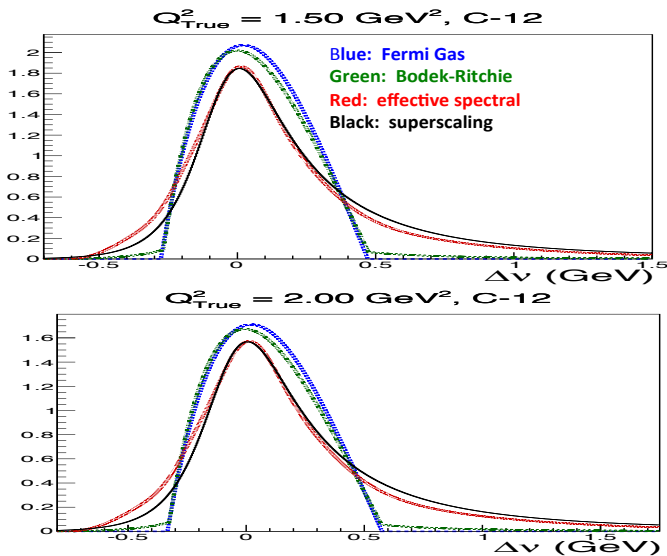 Q²True = 1.50 GeV², C-12
Blue: Fermi Gas
Green: Bodek-Ritchie
Red: effective spectral
Black: superscaling
2
1.8
1.6
1.4
1.2
1
0.8
0.6
0.4
0.2
0
-0.5 0 0.5 1 1.5
Δν (GeV)
Q²True = 2.00 GeV², C-12
1.6
1.4
1.2
1
0.8
0.6
0.4
0.2
0
-0.5 0 0.5 1 1.5
Δν (GeV)